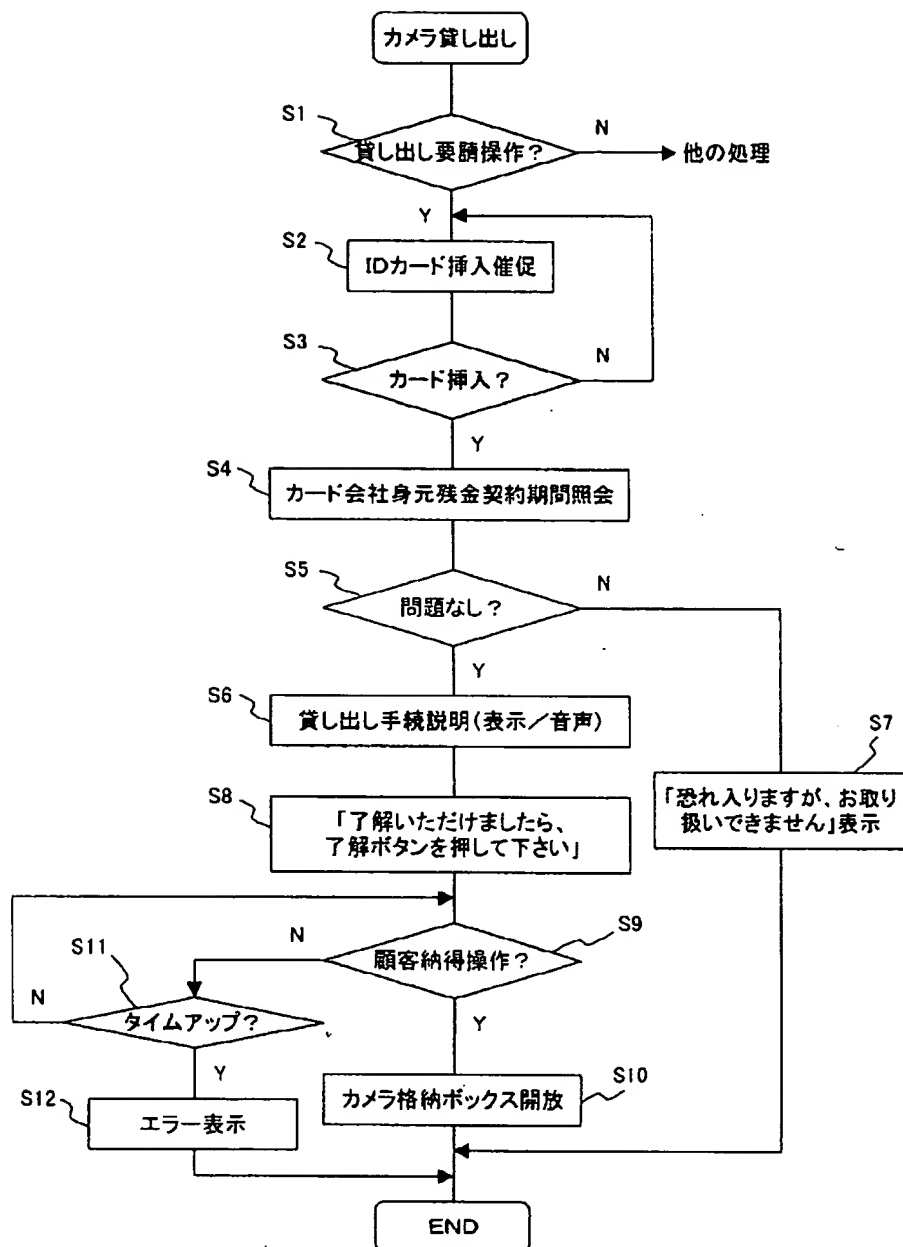 カメラ貸し出し
S1
貸し出し要請操作？
N
他の処理
Y
S2
IDカード挿入催促
S3
カード挿入？
N
Y
S4
カード会社身元残金契約期間照会
S5
問題なし？
N
Y
S6
貸し出し手続説明(表示／音声)
S7
「恐れ入りますが、お取り
扱いできません」表示
S8
「了解いただけましたら、
了解ボタンを押して下さい」
S9
顧客納得操作？
N
S11
タイムアップ？
N
Y
Y
S10
カメラ格納ボックス開放
S12
エラー表示
END